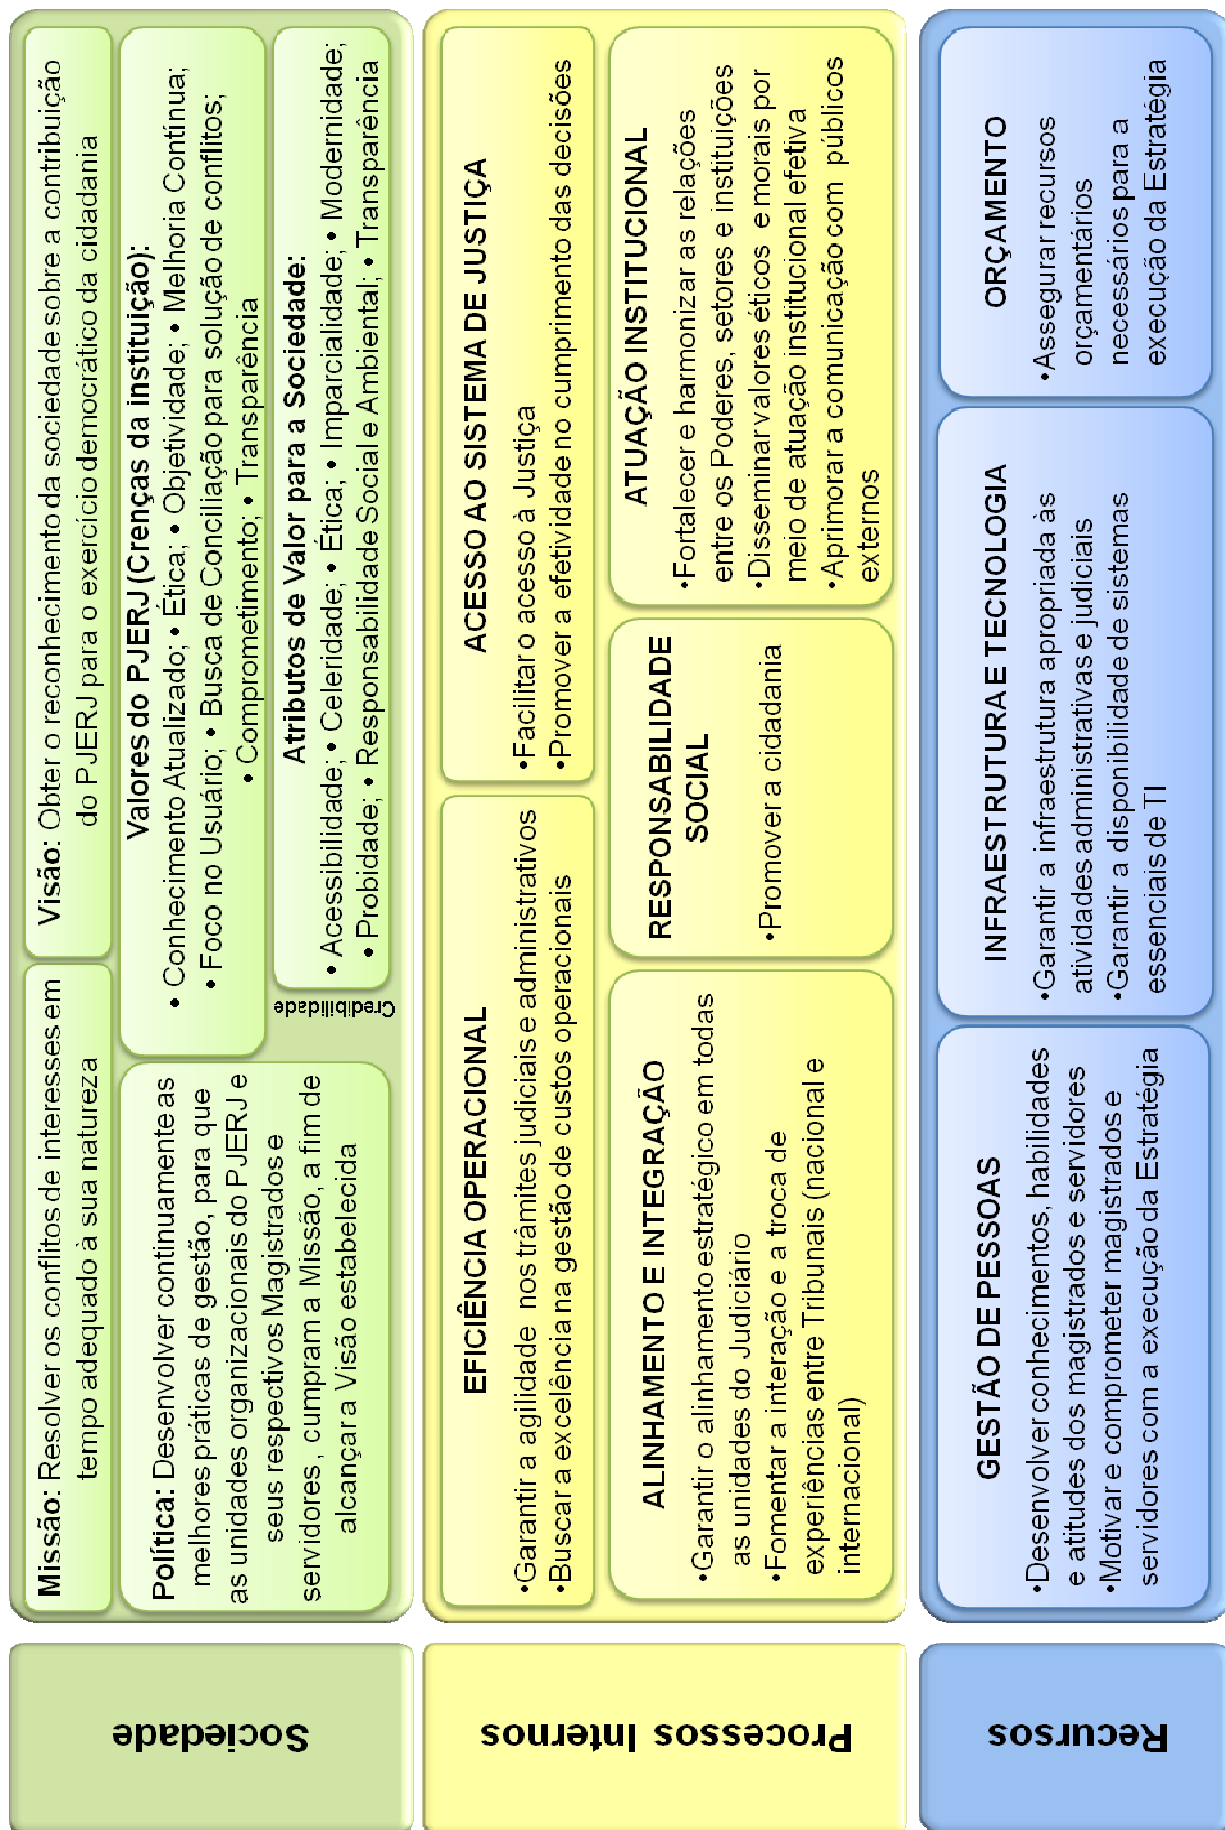 Sociedade
Missão: Resolver os conflitos de interesses em
tempo adequado à sua natureza
Visão: Obter o reconhecimento da sociedade sobre a contribuição
do PJERJ para o exercício democrático da cidadania
Política: Desenvolver continuamente as
melhores práticas de gestão, para que
as unidades organizacionais do PJERJ e
seus respectivos Magistrados e
servidores, cumpram a Missão, a fim de
alcançar a Visão estabelecida
Valores do PJERJ (Crenças da instituição):
• Conhecimento Atualizado; • Ética; • Objetividade; • Melhoria Contínua;
• Foco no Usuário; • Busca de Conciliação para solução de conflitos;
• Comprometimento; • Transparência
Credibilidade
Atributos de Valor para a Sociedade:
• Acessibilidade; • Celeridade; • Ética; • Imparcialidade; • Modernidade;
• Probidade; • Responsabilidade Social e Ambiental; • Transparência
Processos Internos
EFICIÊNCIA OPERACIONAL
•Garantir a agilidade nos trâmites judiciais e administrativos
•Buscar a excelência na gestão de custos operacionais
ACESSO AO SISTEMA DE JUSTIÇA
•Facilitar o acesso à Justiça
•Promover a efetividade no cumprimento das decisões
ALINHAMENTO E INTEGRAÇÃO
•Garantir o alinhamento estratégico em todas
as unidades do Judiciário
•Fomentar a interação e a troca de
experiências entre Tribunais (nacional e
internacional)
RESPONSABILIDADE
SOCIAL
•Promover a cidadania
ATUAÇÃO INSTITUCIONAL
•Fortalecer e harmonizar as relações
entre os Poderes, setores e instituições
•Disseminar valores éticos e morais por
meio de atuação institucional efetiva
•Aprimorar a comunicação com públicos
externos
Recursos
GESTÃO DE PESSOAS
•Desenvolver conhecimentos, habilidades
e atitudes dos magistrados e servidores
•Motivar e comprometer magistrados e
servidores com a execução da Estratégia
INFRAESTRUTURA E TECNOLOGIA
•Garantir a infraestrutura apropriada às
atividades administrativas e judiciais
•Garantir a disponibilidade de sistemas
essenciais de TI
ORÇAMENTO
•Assegurar recursos
orçamentários
necessários para a
execução da Estratégia